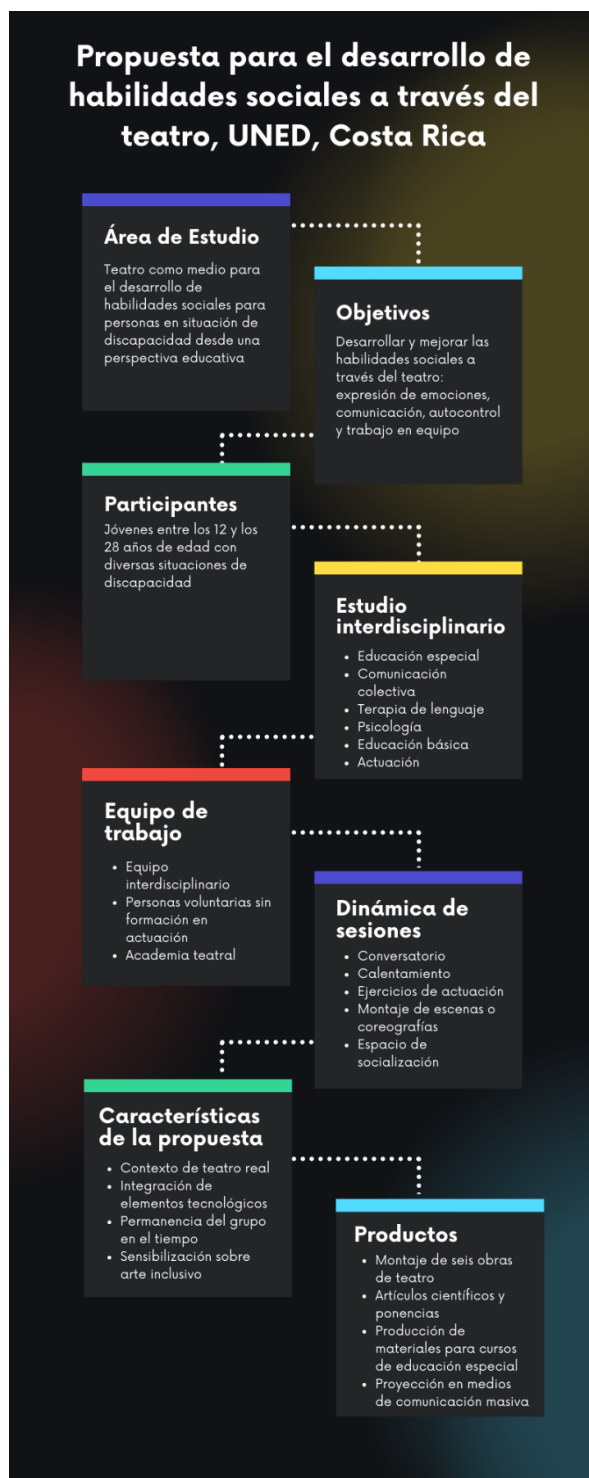 Propuesta para el desarrollo de
habilidades sociales a través del
teatro, UNED, Costa Rica
Área de Estudio
Teatro como medio para
el desarrollo de
habilidades sociales para
personas en situación de
discapacidad desde una
perspectiva educativa
Objetivos
Desarrollar y mejorar las
habilidades sociales a
través del teatro:
expresión de emociones,
comunicación, autocontrol
y trabajo en equipo
Participantes
Jóvenes entre los 12 y los
28 años de edad con
diversas situaciones de
discapacidad
Estudio
interdisciplinario
• Educación especial
• Comunicación
colectiva
• Terapia de lenguaje
• Psicología
• Educación básica
• Actuación
Equipo de
trabajo
• Equipo
interdisciplinario
• Personas voluntarias sin
formación en
actuación
• Academia teatral
Dinámica de
sesiones
• Conversatorio
• Calentamiento
• Ejercicios de actuación
• Montaje de escenas o
coreografías
• Espacio de
socialización
Característícas
de la propuesta
• Contexto de teatro real
• Integración de
elementos tecnológicos
• Permanencia del grupo
en el tiempo
• Sensibilización sobre
arte inclusivo
Productos
• Montaje de seis obras
de teatro
• Artículos científicos y
ponencias
• Producción de
materiales para cursos
de educación especial
• Proyección en medios
de comunicación masiva